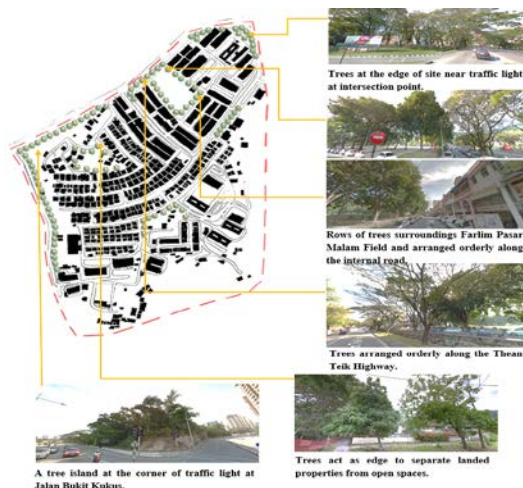 Trees at the edge of site near traffic light
at intersection point.
Rows of trees surroundings Farlim Pasar
Malam Field and arranged orderly along
the internal road.
Trees arranged orderly along the Thean
Teik Highway.
Trees act as edge to separate landed
properties from open spaces.
A tree island at the corner of traffic light at
Jalan Bukit Kukus.